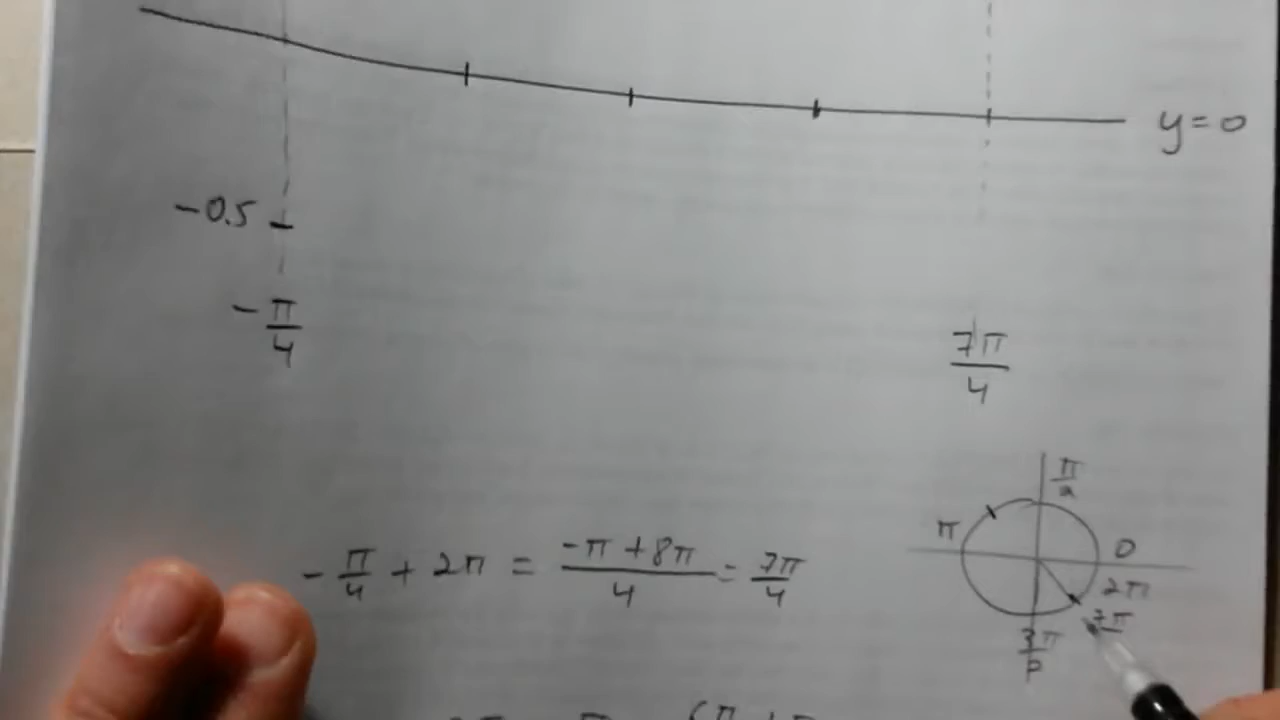 y=0
-0.5
-π/4
7π/4
π/2
π
0
-π/4 + 2π = (-π+8π)/4 = 7π/4
2π
7π
3π/2